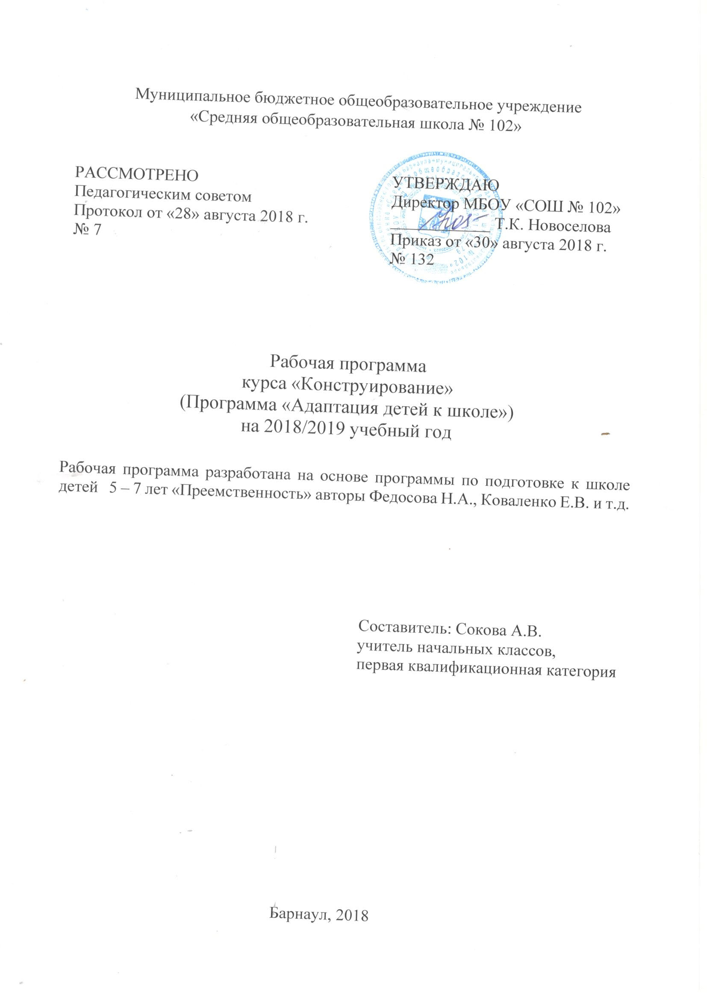 Муниципальное бюджетное общеобразовательное учреждение
«Средняя общеобразовательная школа № 102»
РАССМОТРЕНО
Педагогическим советом
Протокол от «28» августа 2018 г.
№ 7
УТВЕРЖДАЮ
Директор МБОУ «СОШ № 102»
____________ Т.К. Новоселова
Приказ от «30» августа 2018 г.
№ 132
Рабочая программа
курса «Конструирование»
(Программа «Адаптация детей к школе»)
на 2018/2019 учебный год
Рабочая программа разработана на основе программы по подготовке к школе
детей 5 – 7 лет «Преемственность» авторы Федосова Н.А., Коваленко Е.В. и т.д.
Составитель: Сокова А.В.
учитель начальных классов,
первая квалификационная категория
Барнаул, 2018